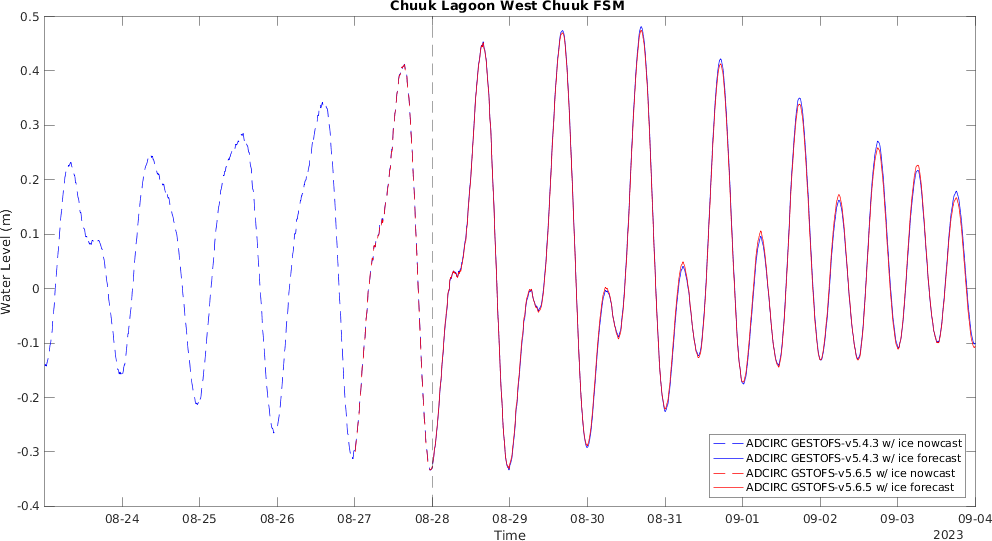 Chuuk Lagoon West Chuuk FSM
0.5
0.4
0.3
0.2
0.1
0
-0.1
-0.2
-0.3
-0.4
Water Level (m)
ADCIRC GESTOFS-v5.4.3 w/ ice nowcast
ADCIRC GESTOFS-v5.4.3 w/ ice forecast
ADCIRC GSTOFS-v5.6.5 w/ ice nowcast
ADCIRC GSTOFS-v5.6.5 w/ ice forecast
08-24 08-25 08-26 08-27 08-28 08-29 08-30 08-31 09-01 09-02 09-03 09-04
Time
2023